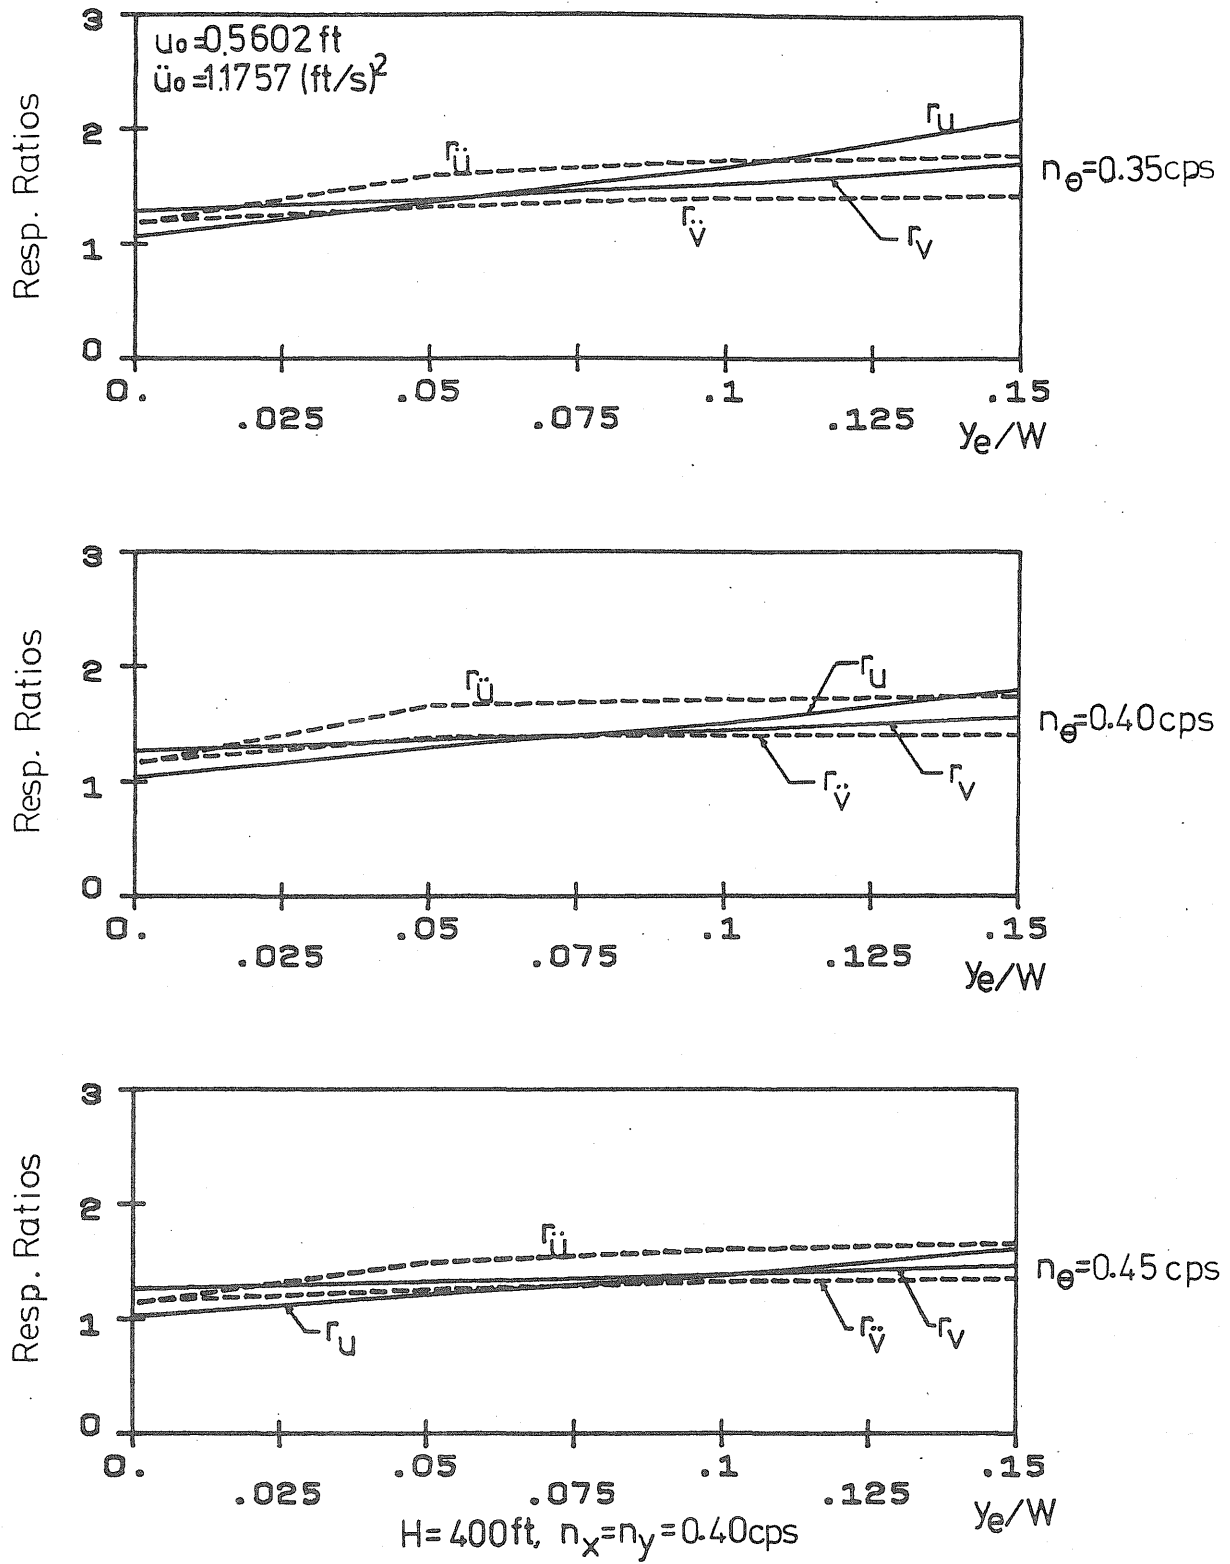 3
u₀=0.5602 ft
ü₀=1.1757 (ft/s)²
2
1
0
Resp. Ratios
r_ü
r_u
r_v̈
r_v
n_θ=0.35cps
0. .05 .1 .15
.025 .075 .125
y_e/W
3
2
1
0
Resp. Ratios
r_ü
r_u
r_v̈
r_v
n_θ=0.40cps
0. .05 .1 .15
.025 .075 .125
y_e/W
3
2
1
0
Resp. Ratios
r_ü
r_u
r_v̈
r_v
n_θ=0.45 cps
0. .05 .1 .15
.025 .075 .125
y_e/W
H=400ft, n_x=n_y=0.40cps